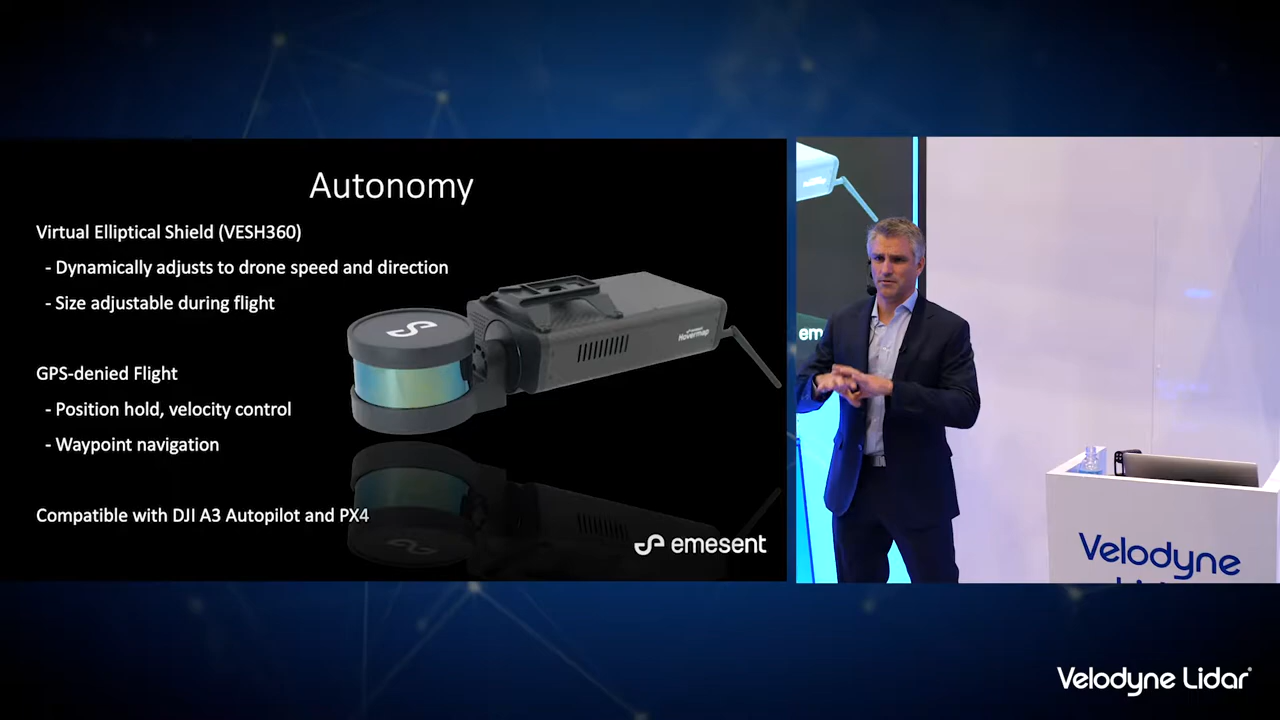 Autonomy
Virtual Elliptical Shield (VESH360)
- Dynamically adjusts to drone speed and direction
- Size adjustable during flight
GPS-denied Flight
- Position hold, velocity control
- Waypoint navigation
Compatible with DJI A3 Autopilot and PX4
Hovermap
emesent
em
Velodyne
Velodyne Lidar